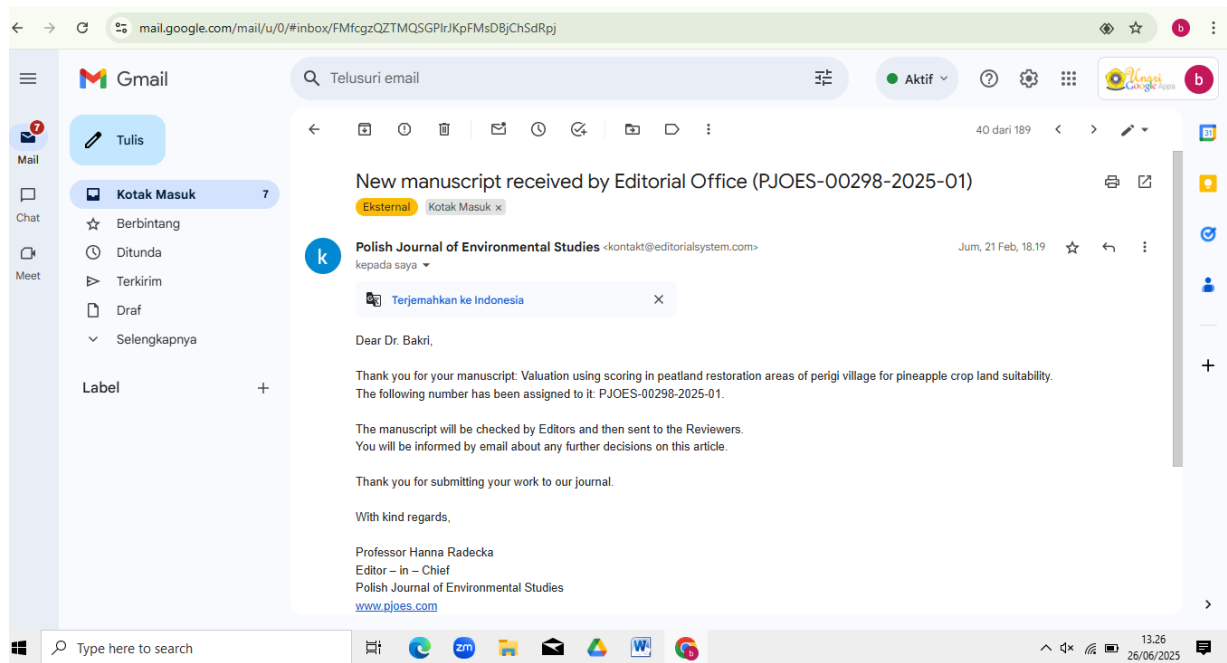 mail.google.com/mail/u/0/#inbox/FMfcgzQZTMQSGPIrJKpFMsDBjChSdRpj
b
Gmail
Telusuri email
Aktif
Google Apps
b
7
Mail
Chat
Meet
Tulis
Kotak Masuk 7
Berbintang
Ditunda
Terkirim
Draf
Selengkapnya
Label
40 dari 189
31
New manuscript received by Editorial Office (PJOES-00298-2025-01)
Eksternal Kotak Masuk ×
k
Polish Journal of Environmental Studies <kontakt@editorialsystem.com>
Jum, 21 Feb, 18.19
kepada saya
Terjemahkan ke Indonesia
Dear Dr. Bakri,
Thank you for your manuscript: Valuation using scoring in peatland restoration areas of perigi village for pineapple crop land suitability.
The following number has been assigned to it: PJOES-00298-2025-01.
The manuscript will be checked by Editors and then sent to the Reviewers.
You will be informed by email about any further decisions on this article.
Thank you for submitting your work to our journal.
With kind regards,
Professor Hanna Radecka
Editor – in – Chief
Polish Journal of Environmental Studies
www.pjoes.com
Type here to search
zm
W
b
13.26
26/06/2025